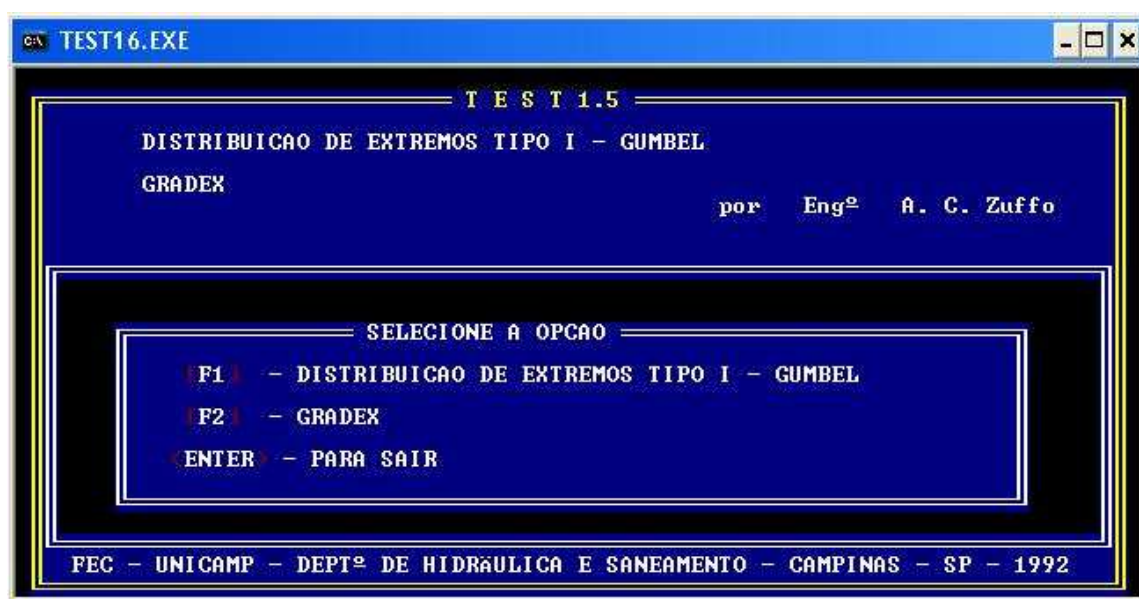 TEST16.EXE
T E S T 1.5
DISTRIBUICAO DE EXTREMOS TIPO I - GUMBEL
GRADEX
por Engº A. C. Zuffo
SELECIONE A OPCAO
[F1] - DISTRIBUICAO DE EXTREMOS TIPO I - GUMBEL
[F2] - GRADEX
<ENTER> - PARA SAIR
FEC - UNICAMP - DEPTº DE HIDRäULICA E SANEAMENTO - CAMPINAS - SP - 1992